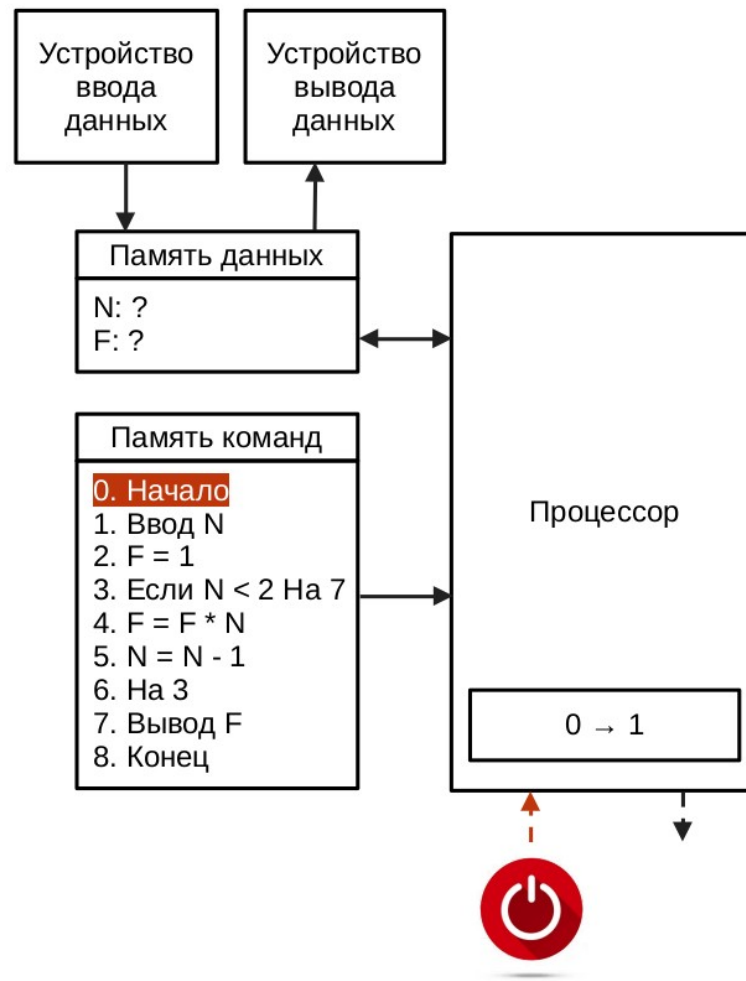 Устройство
ввода
данных
Устройство
вывода
данных
Память данных
N: ?
F: ?
Память команд
0. Начало
1. Ввод N
2. F = 1
3. Если N < 2 На 7
4. F = F * N
5. N = N - 1
6. На 3
7. Вывод F
8. Конец
Процессор
0 → 1